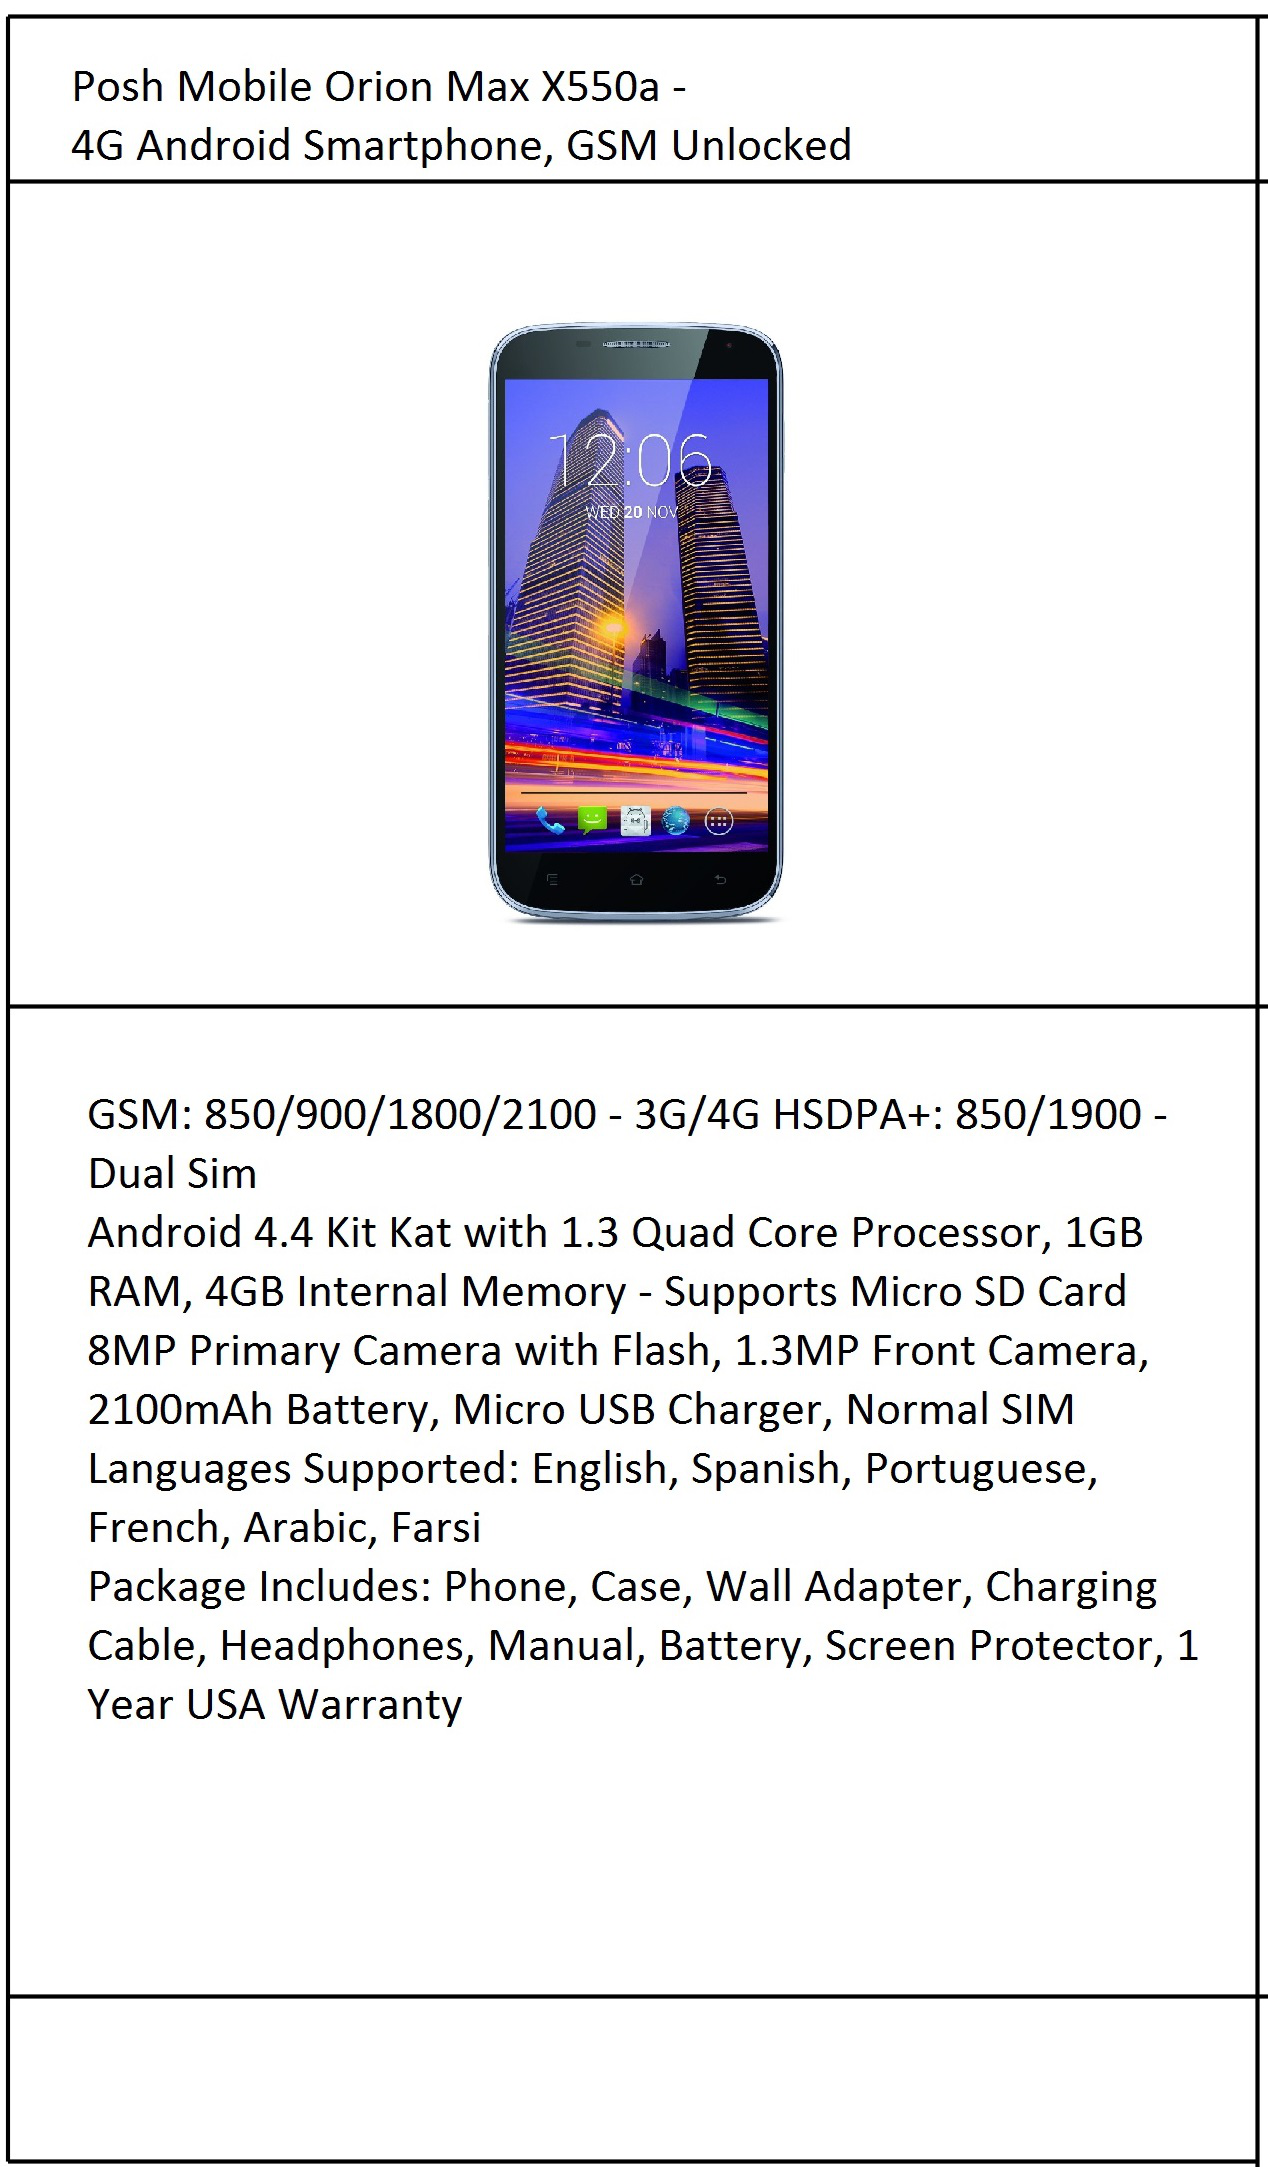 Posh Mobile Orion Max X550a -
4G Android Smartphone, GSM Unlocked
12:06
WED 20 NOV
GSM: 850/900/1800/2100 - 3G/4G HSDPA+: 850/1900 -
Dual Sim
Android 4.4 Kit Kat with 1.3 Quad Core Processor, 1GB
RAM, 4GB Internal Memory - Supports Micro SD Card
8MP Primary Camera with Flash, 1.3MP Front Camera,
2100mAh Battery, Micro USB Charger, Normal SIM
Languages Supported: English, Spanish, Portuguese,
French, Arabic, Farsi
Package Includes: Phone, Case, Wall Adapter, Charging
Cable, Headphones, Manual, Battery, Screen Protector, 1
Year USA Warranty